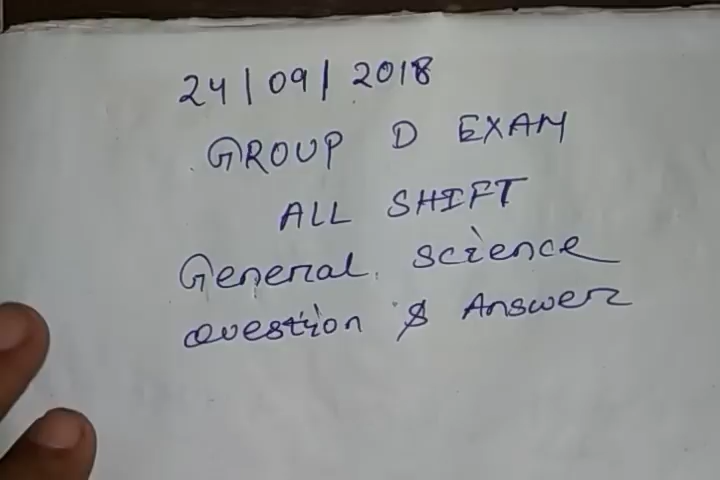 24/09/2018
GROUP D EXAM
ALL SHIFT
General science
question & Answer